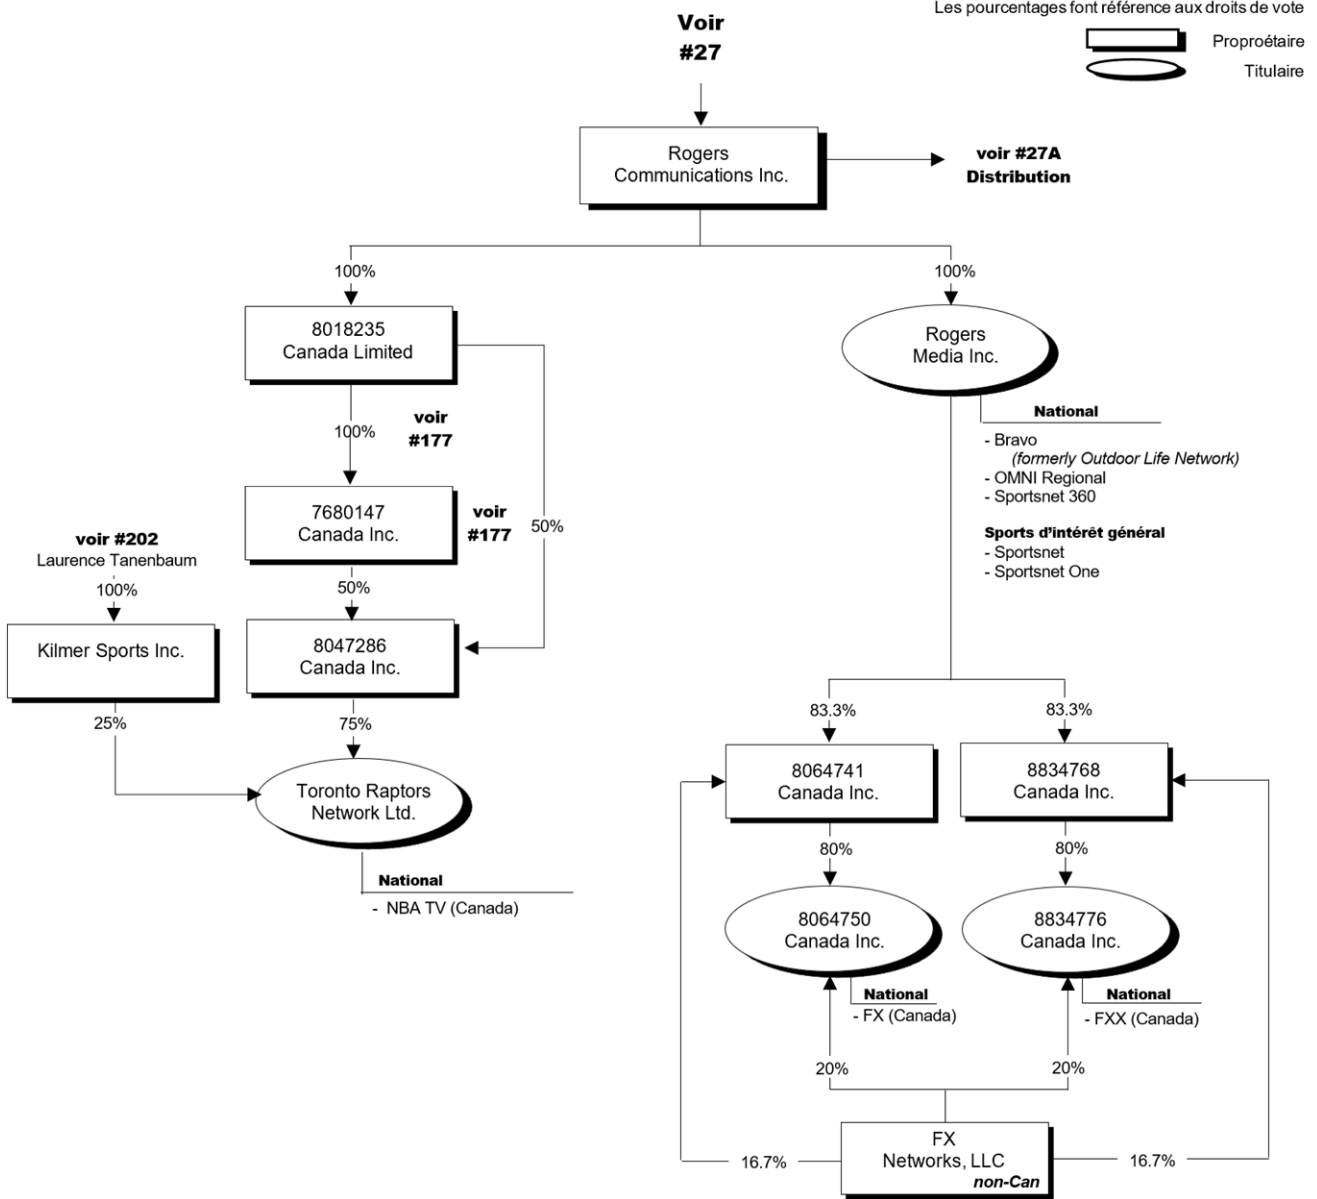 Les pourcentages font référence aux droits de vote
Proproétaire
Titulaire
Voir
#27
Rogers
Communications Inc.
voir #27A
Distribution
100%
100%
8018235
Canada Limited
Rogers
Media Inc.
National
- Bravo
(formerly Outdoor Life Network)
- OMNI Regional
- Sportsnet 360
Sports d'intérêt général
- Sportsnet
- Sportsnet One
100%
voir
#177
7680147
Canada Inc.
voir
#177
50%
50%
voir #202
Laurence Tanenbaum
100%
Kilmer Sports Inc.
8047286
Canada Inc.
25%
75%
Toronto Raptors
Network Ltd.
National
- NBA TV (Canada)
83.3%
83.3%
8064741
Canada Inc.
8834768
Canada Inc.
80%
80%
8064750
Canada Inc.
8834776
Canada Inc.
National
- FX (Canada)
National
- FXX (Canada)
20%
20%
FX
Networks, LLC
non-Can
16.7%
16.7%